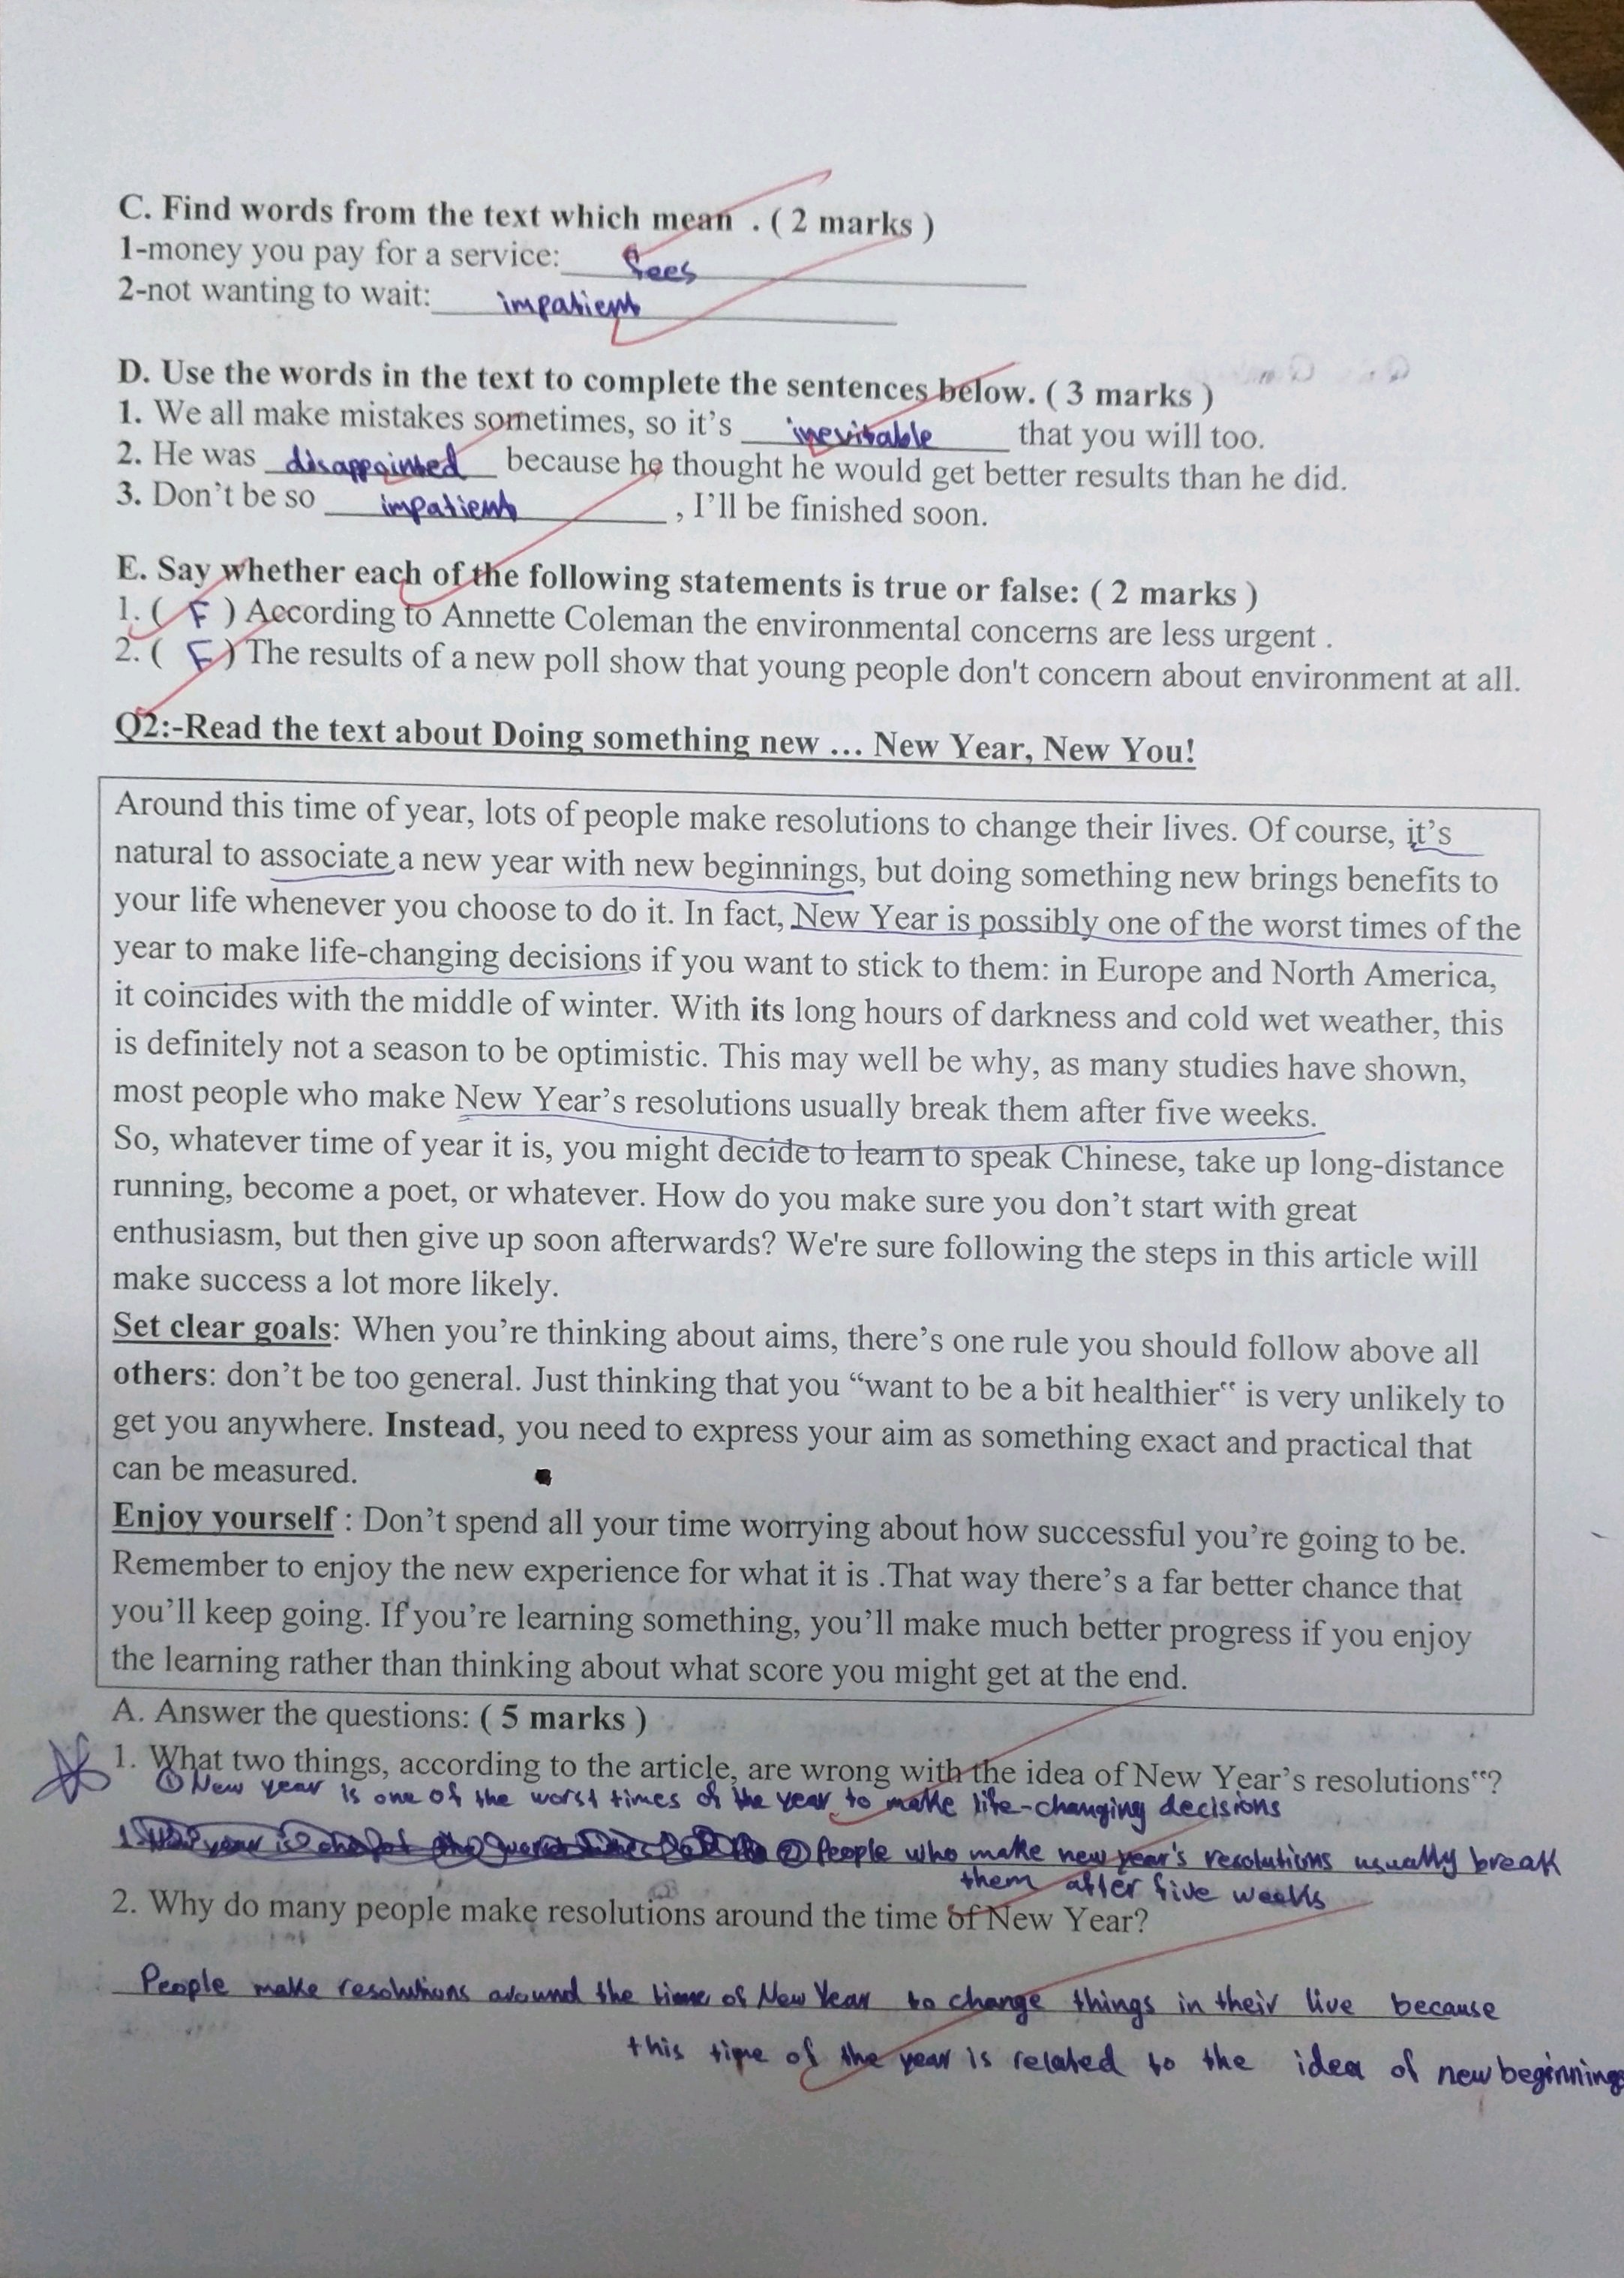 C. Find words from the text which mean . ( 2 marks )
1-money you pay for a service: fees
2-not wanting to wait: impatient
D. Use the words in the text to complete the sentences below. ( 3 marks )
1. We all make mistakes sometimes, so it's inevitable that you will too.
2. He was disappointed because he thought he would get better results than he did.
3. Don't be so impatient , I'll be finished soon.
E. Say whether each of the following statements is true or false: ( 2 marks )
1. ( F ) According to Annette Coleman the environmental concerns are less urgent .
2. ( F ) The results of a new poll show that young people don't concern about environment at all.
Q2:-Read the text about Doing something new ... New Year, New You!
Around this time of year, lots of people make resolutions to change their lives. Of course, it's
natural to associate a new year with new beginnings, but doing something new brings benefits to
your life whenever you choose to do it. In fact, New Year is possibly one of the worst times of the
year to make life-changing decisions if you want to stick to them: in Europe and North America,
it coincides with the middle of winter. With its long hours of darkness and cold wet weather, this
is definitely not a season to be optimistic. This may well be why, as many studies have shown,
most people who make New Year's resolutions usually break them after five weeks.
So, whatever time of year it is, you might decide to learn to speak Chinese, take up long-distance
running, become a poet, or whatever. How do you make sure you don't start with great
enthusiasm, but then give up soon afterwards? We're sure following the steps in this article will
make success a lot more likely.
Set clear goals: When you're thinking about aims, there's one rule you should follow above all
others: don't be too general. Just thinking that you “want to be a bit healthier“ is very unlikely to
get you anywhere. Instead, you need to express your aim as something exact and practical that
can be measured.
Enjoy yourself : Don't spend all your time worrying about how successful you're going to be.
Remember to enjoy the new experience for what it is .That way there's a far better chance that
you'll keep going. If you're learning something, you'll make much better progress if you enjoy
the learning rather than thinking about what score you might get at the end.
A. Answer the questions: ( 5 marks )
1. What two things, according to the article, are wrong with the idea of New Year's resolutions“?
① New year is one of the worst times of the year to make life-changing decisions
② People who make new year's resolutions usually break
them after five weeks
2. Why do many people make resolutions around the time of New Year?
People make resolutions around the time of New Year to change things in their live because
this time of the year is related to the idea of new beginnings